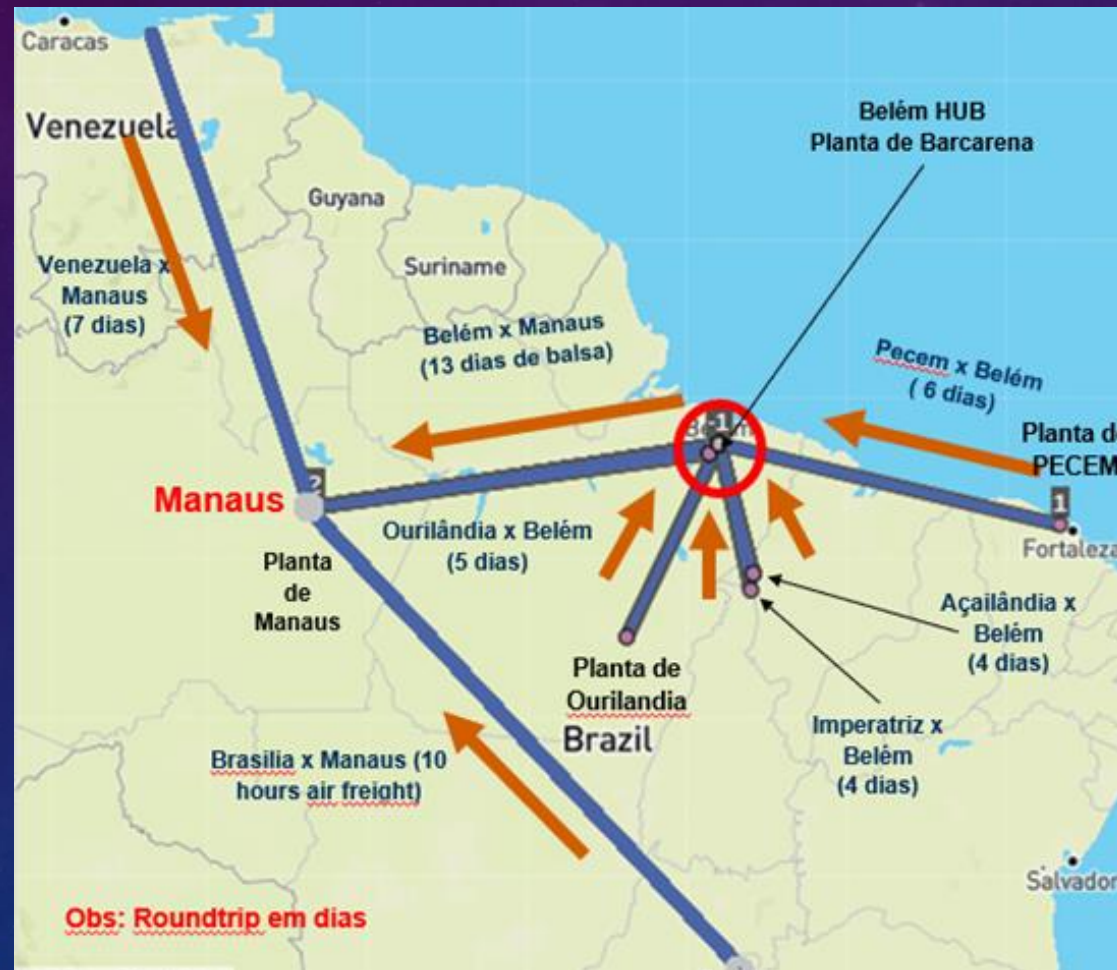 Caracas
Venezuela
Guyana
Suriname
Belém HUB
Planta de Barcarena
Venezuela x
Manaus
(7 dias)
Belém x Manaus
(13 dias de balsa)
Pecem x Belém
( 6 dias)
Planta de
PECEM
1
Fortaleza
Manaus
2
Planta
de
Manaus
Ourilândia x Belém
(5 dias)
Açailândia x
Belém
(4 dias)
Planta de
Ourilandia
Brazil
Imperatriz x
Belém
(4 dias)
Brasilia x Manaus (10
hours air freight)
Salvador
Obs: Roundtrip em dias